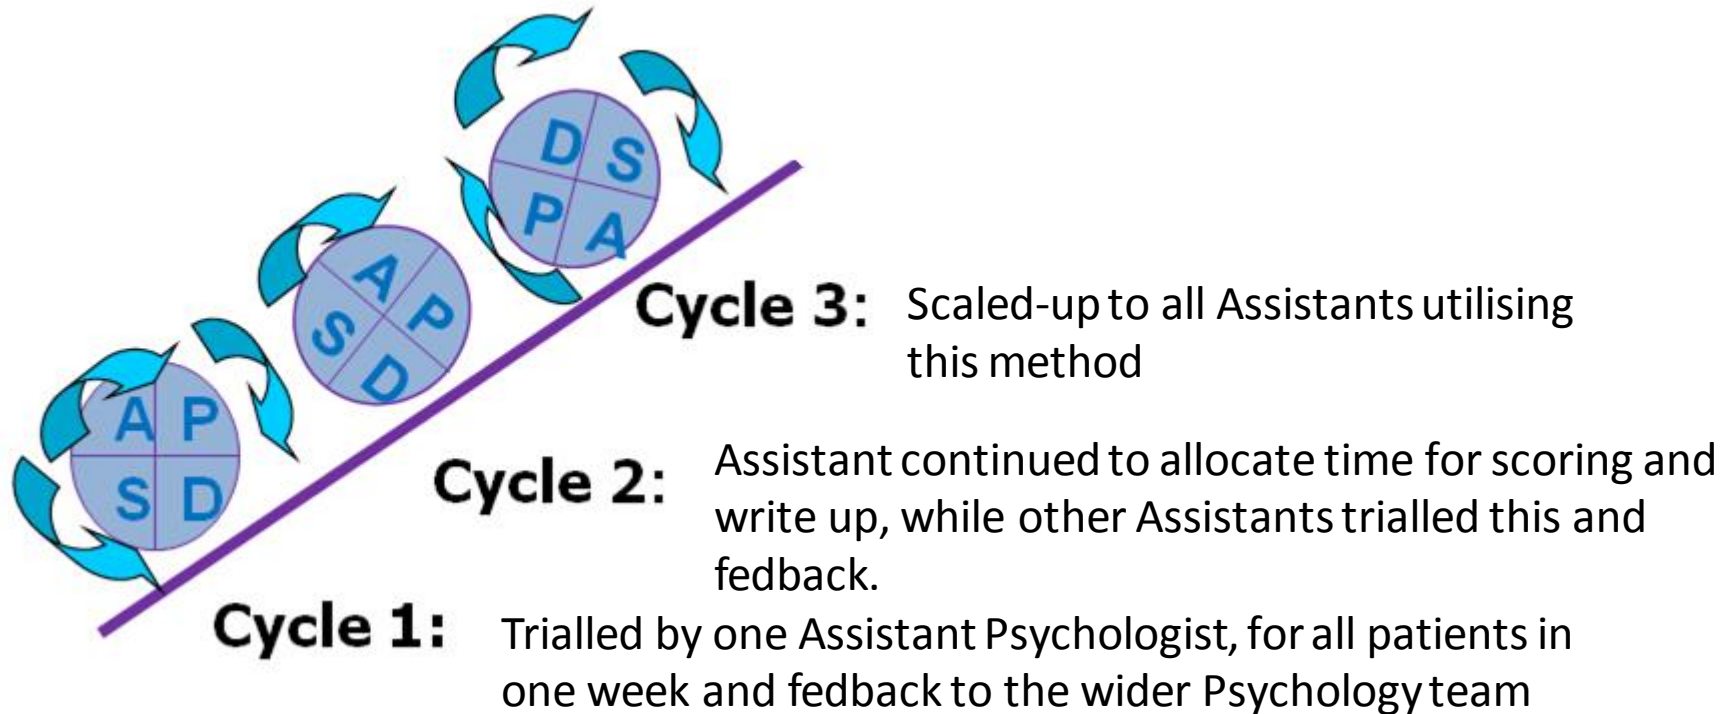 D S
P A
A P
S D
A P
S D
Cycle 3: Scaled-up to all Assistants utilising
this method
Cycle 2: Assistant continued to allocate time for scoring and
write up, while other Assistants trialled this and
fedback.
Cycle 1: Trialled by one Assistant Psychologist, for all patients in
one week and fedback to the wider Psychology team